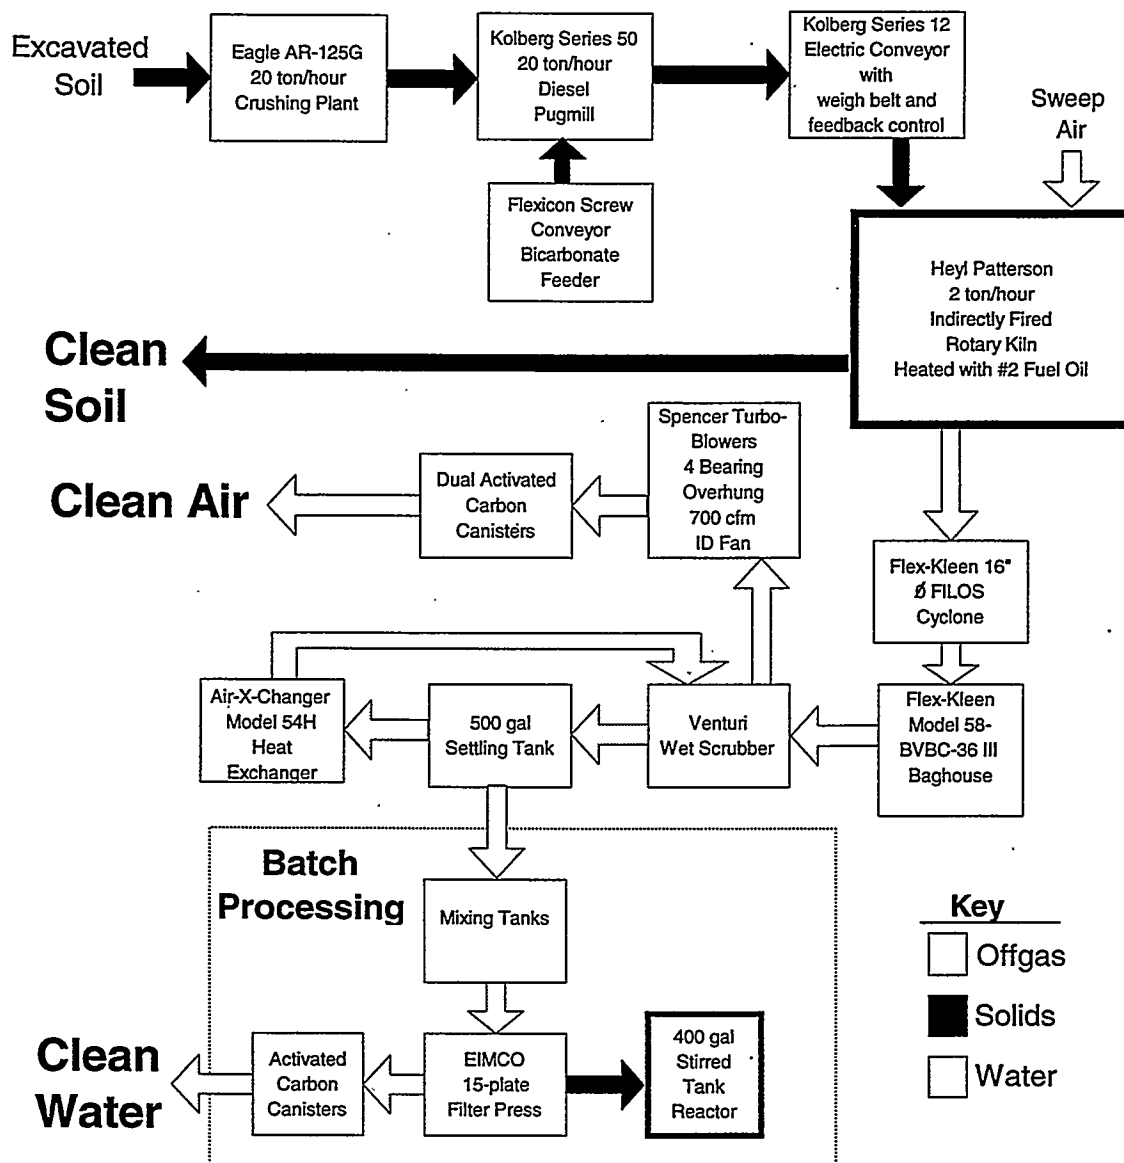 Excavated
Soil
Eagle AR-125G
20 ton/hour
Crushing Plant
Kolberg Series 50
20 ton/hour
Diesel
Pugmill
Kolberg Series 12
Electric Conveyor
with
weigh belt and
feedback control
Sweep
Air
Flexicon Screw
Conveyor
Bicarbonate
Feeder
Heyl Patterson
2 ton/hour
Indirectly Fired
Rotary Kiln
Heated with #2 Fuel Oil
Clean
Soil
Spencer Turbo-
Blowers
4 Bearing
Overhung
700 cfm
ID Fan
Dual Activated
Carbon
Canisters
Clean Air
Flex-Kleen 16"
Ø FILOS
Cyclone
Air-X-Changer
Model 54H
Heat
Exchanger
500 gal
Settling Tank
Venturi
Wet Scrubber
Flex-Kleen
Model 58-
BVBC-36 III
Baghouse
Batch
Processing
Mixing Tanks
Key
Offgas
Solids
Water
Clean
Water
Activated
Carbon
Canisters
EIMCO
15-plate
Filter Press
400 gal
Stirred
Tank
Reactor